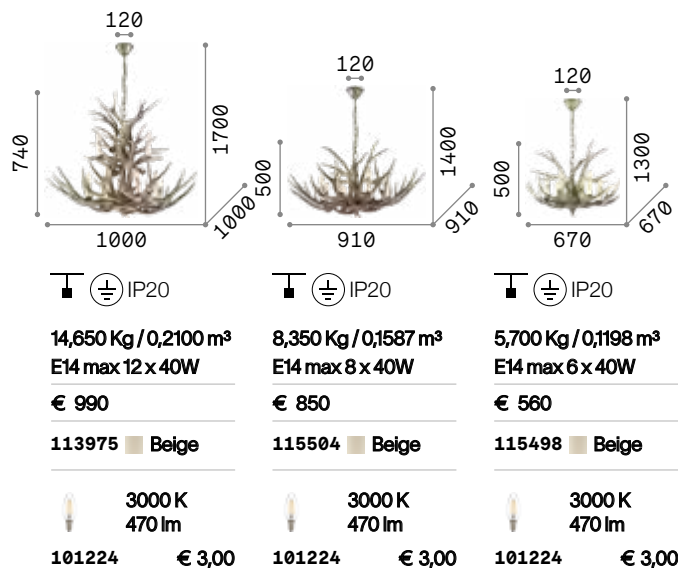 120
740
1700
1000
1000
IP20
14,650 Kg / 0,2100 m³
E14 max 12 x 40W
€ 990
113975 Beige
3000 K
470 lm
101224 € 3,00
120
500
1400
910
910
IP20
8,350 Kg / 0,1587 m³
E14 max 8 x 40W
€ 850
115504 Beige
3000 K
470 lm
101224 € 3,00
120
500
1300
670
670
IP20
5,700 Kg / 0,1198 m³
E14 max 6 x 40W
€ 560
115498 Beige
3000 K
470 lm
101224 € 3,00